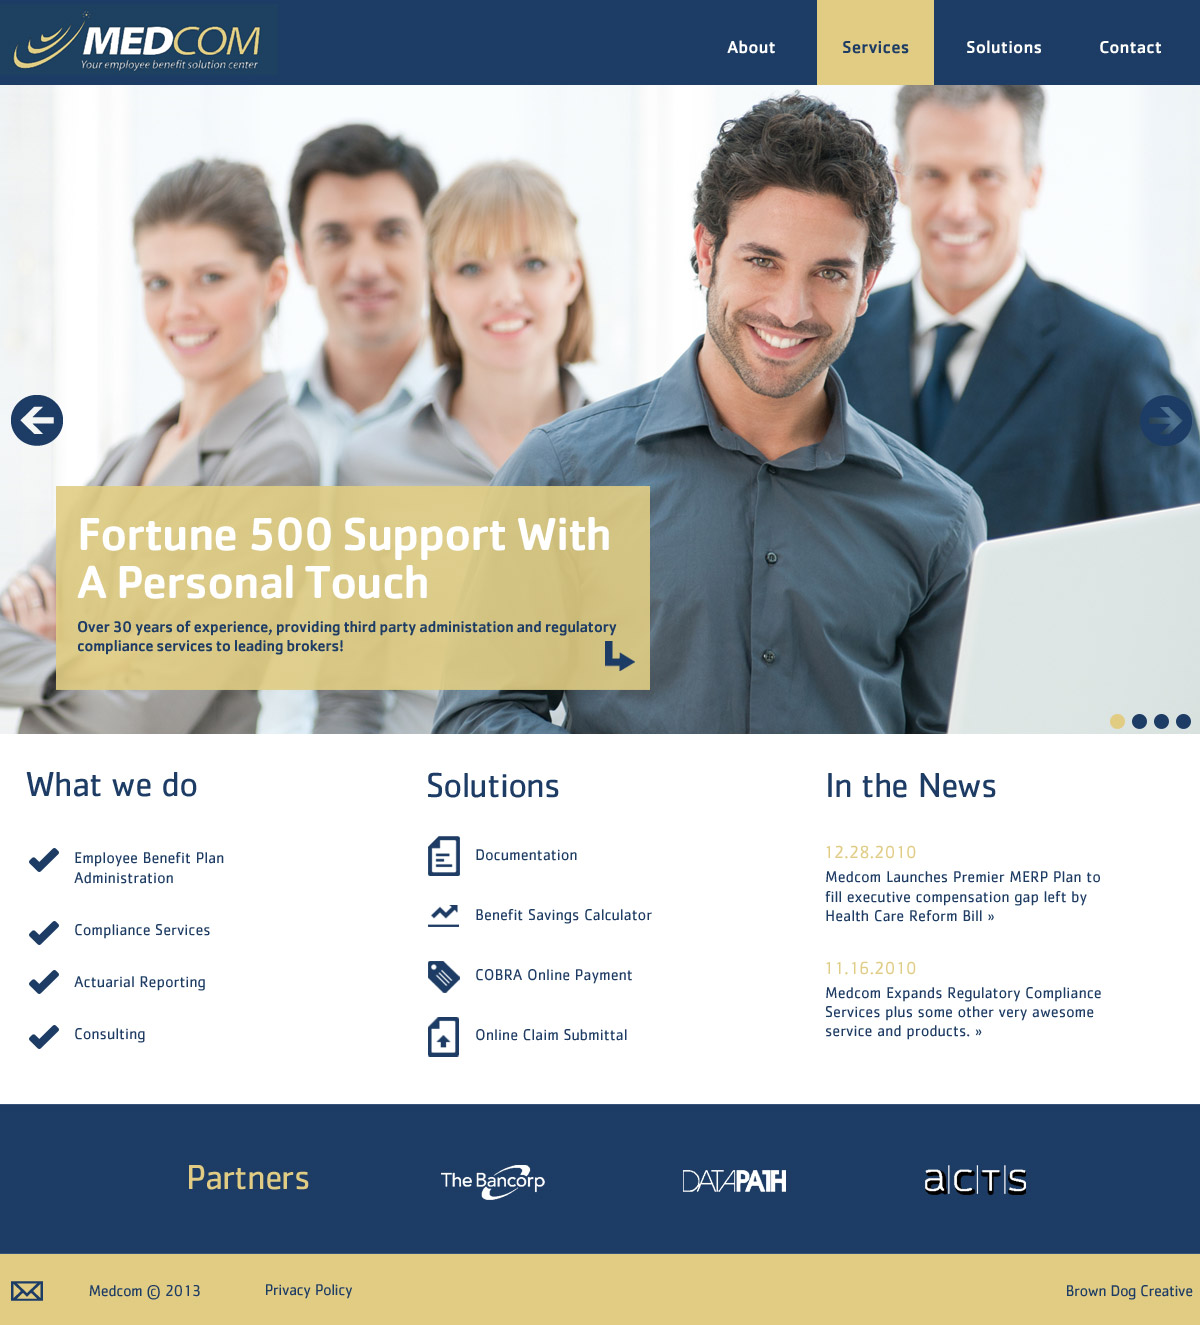 MEDCOM
Your employee benefit solution center
About
Services
Solutions
Contact
Fortune 500 Support With
A Personal Touch
Over 30 years of experience, providing third party administation and regulatory
compliance services to leading brokers!
What we do
Employee Benefit Plan
Administration
Compliance Services
Actuarial Reporting
Consulting
Solutions
Documentation
Benefit Savings Calculator
COBRA Online Payment
Online Claim Submittal
In the News
12.28.2010
Medcom Launches Premier MERP Plan to
fill executive compensation gap left by
Health Care Reform Bill »
11.16.2010
Medcom Expands Regulatory Compliance
Services plus some other very awesome
service and products. »
Partners
The Bancorp
DATAPATH
a|c|t|s
Medcom © 2013
Privacy Policy
Brown Dog Creative